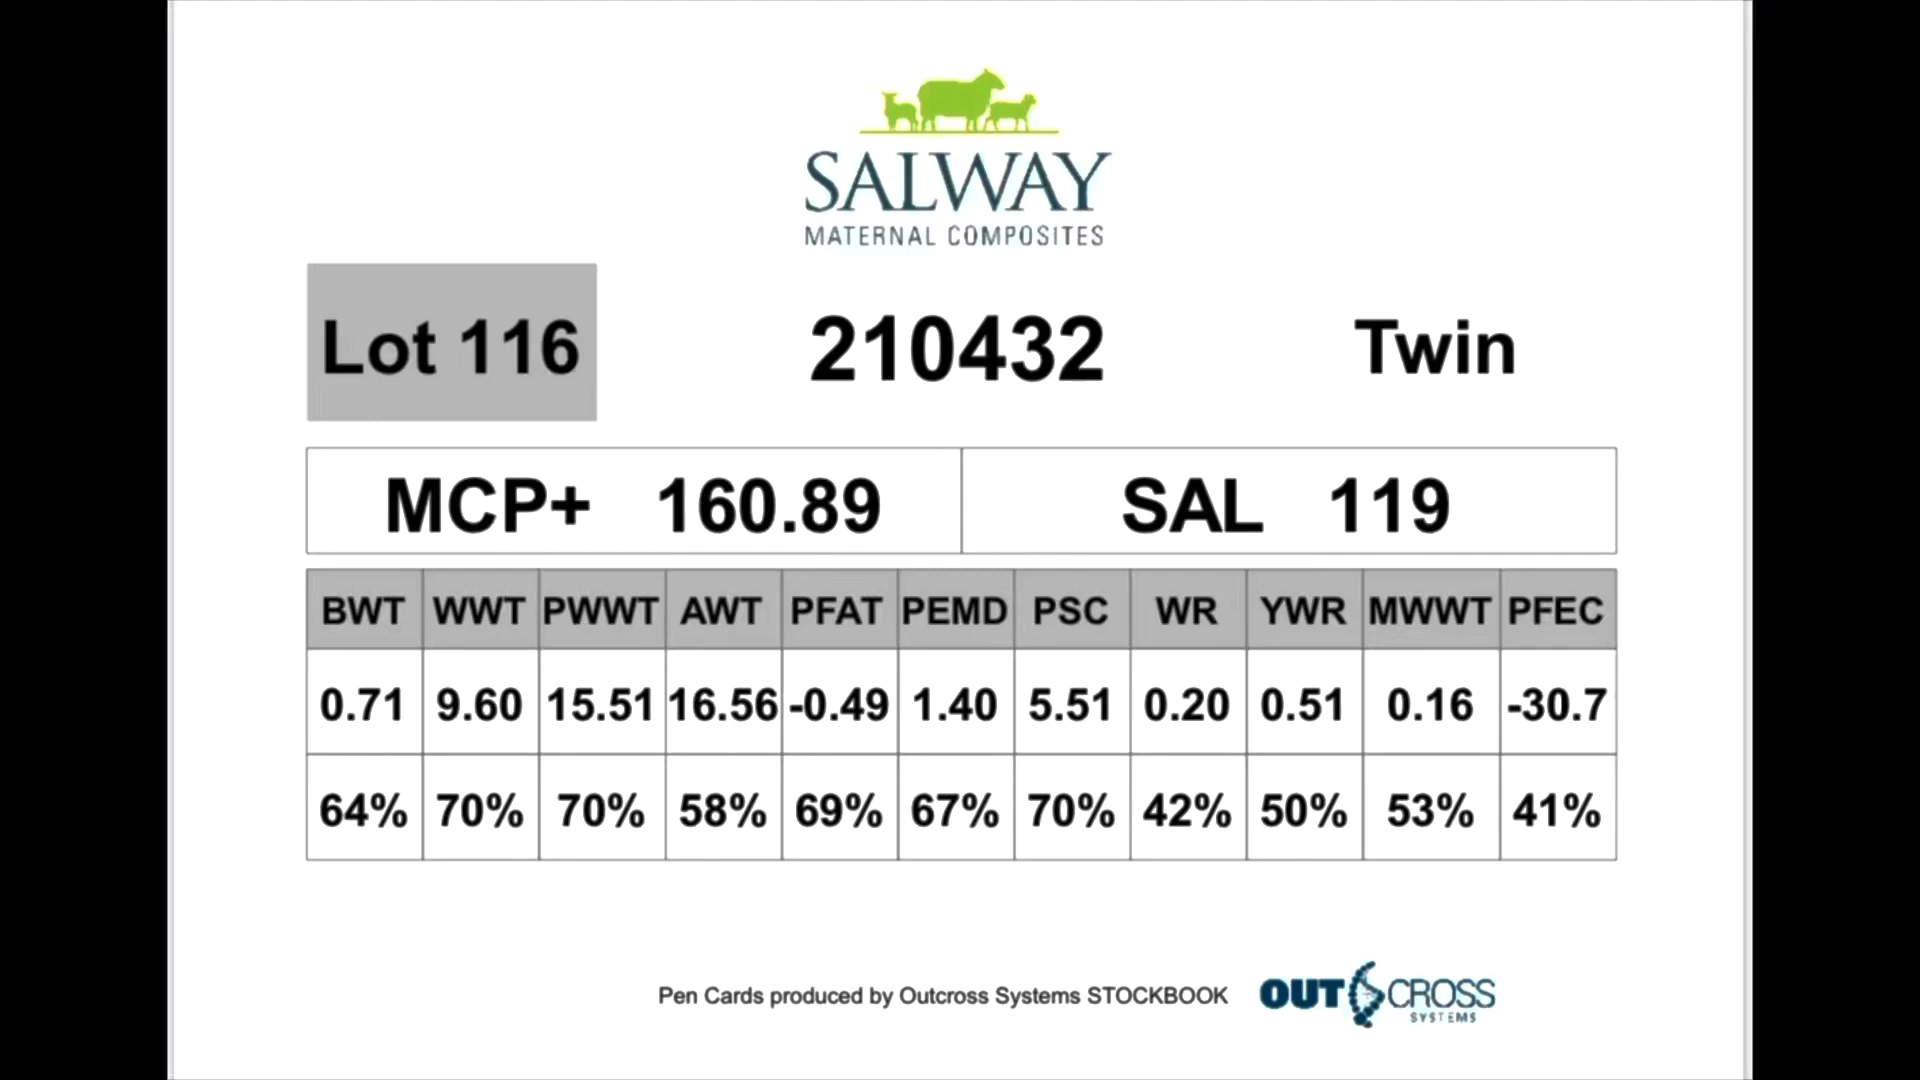 SALWAY
MATERNAL COMPOSITES
Lot 116 210432 Twin
MCP+ 160.89 SAL 119
BWT WWT PWWT AWT PFAT PEMD PSC WR YWR MWWT PFEC
0.71 9.60 15.51 16.56 -0.49 1.40 5.51 0.20 0.51 0.16 -30.7
64% 70% 70% 58% 69% 67% 70% 42% 50% 53% 41%
Pen Cards produced by Outcross Systems STOCKBOOK OUTCROSS
SYSTEMS